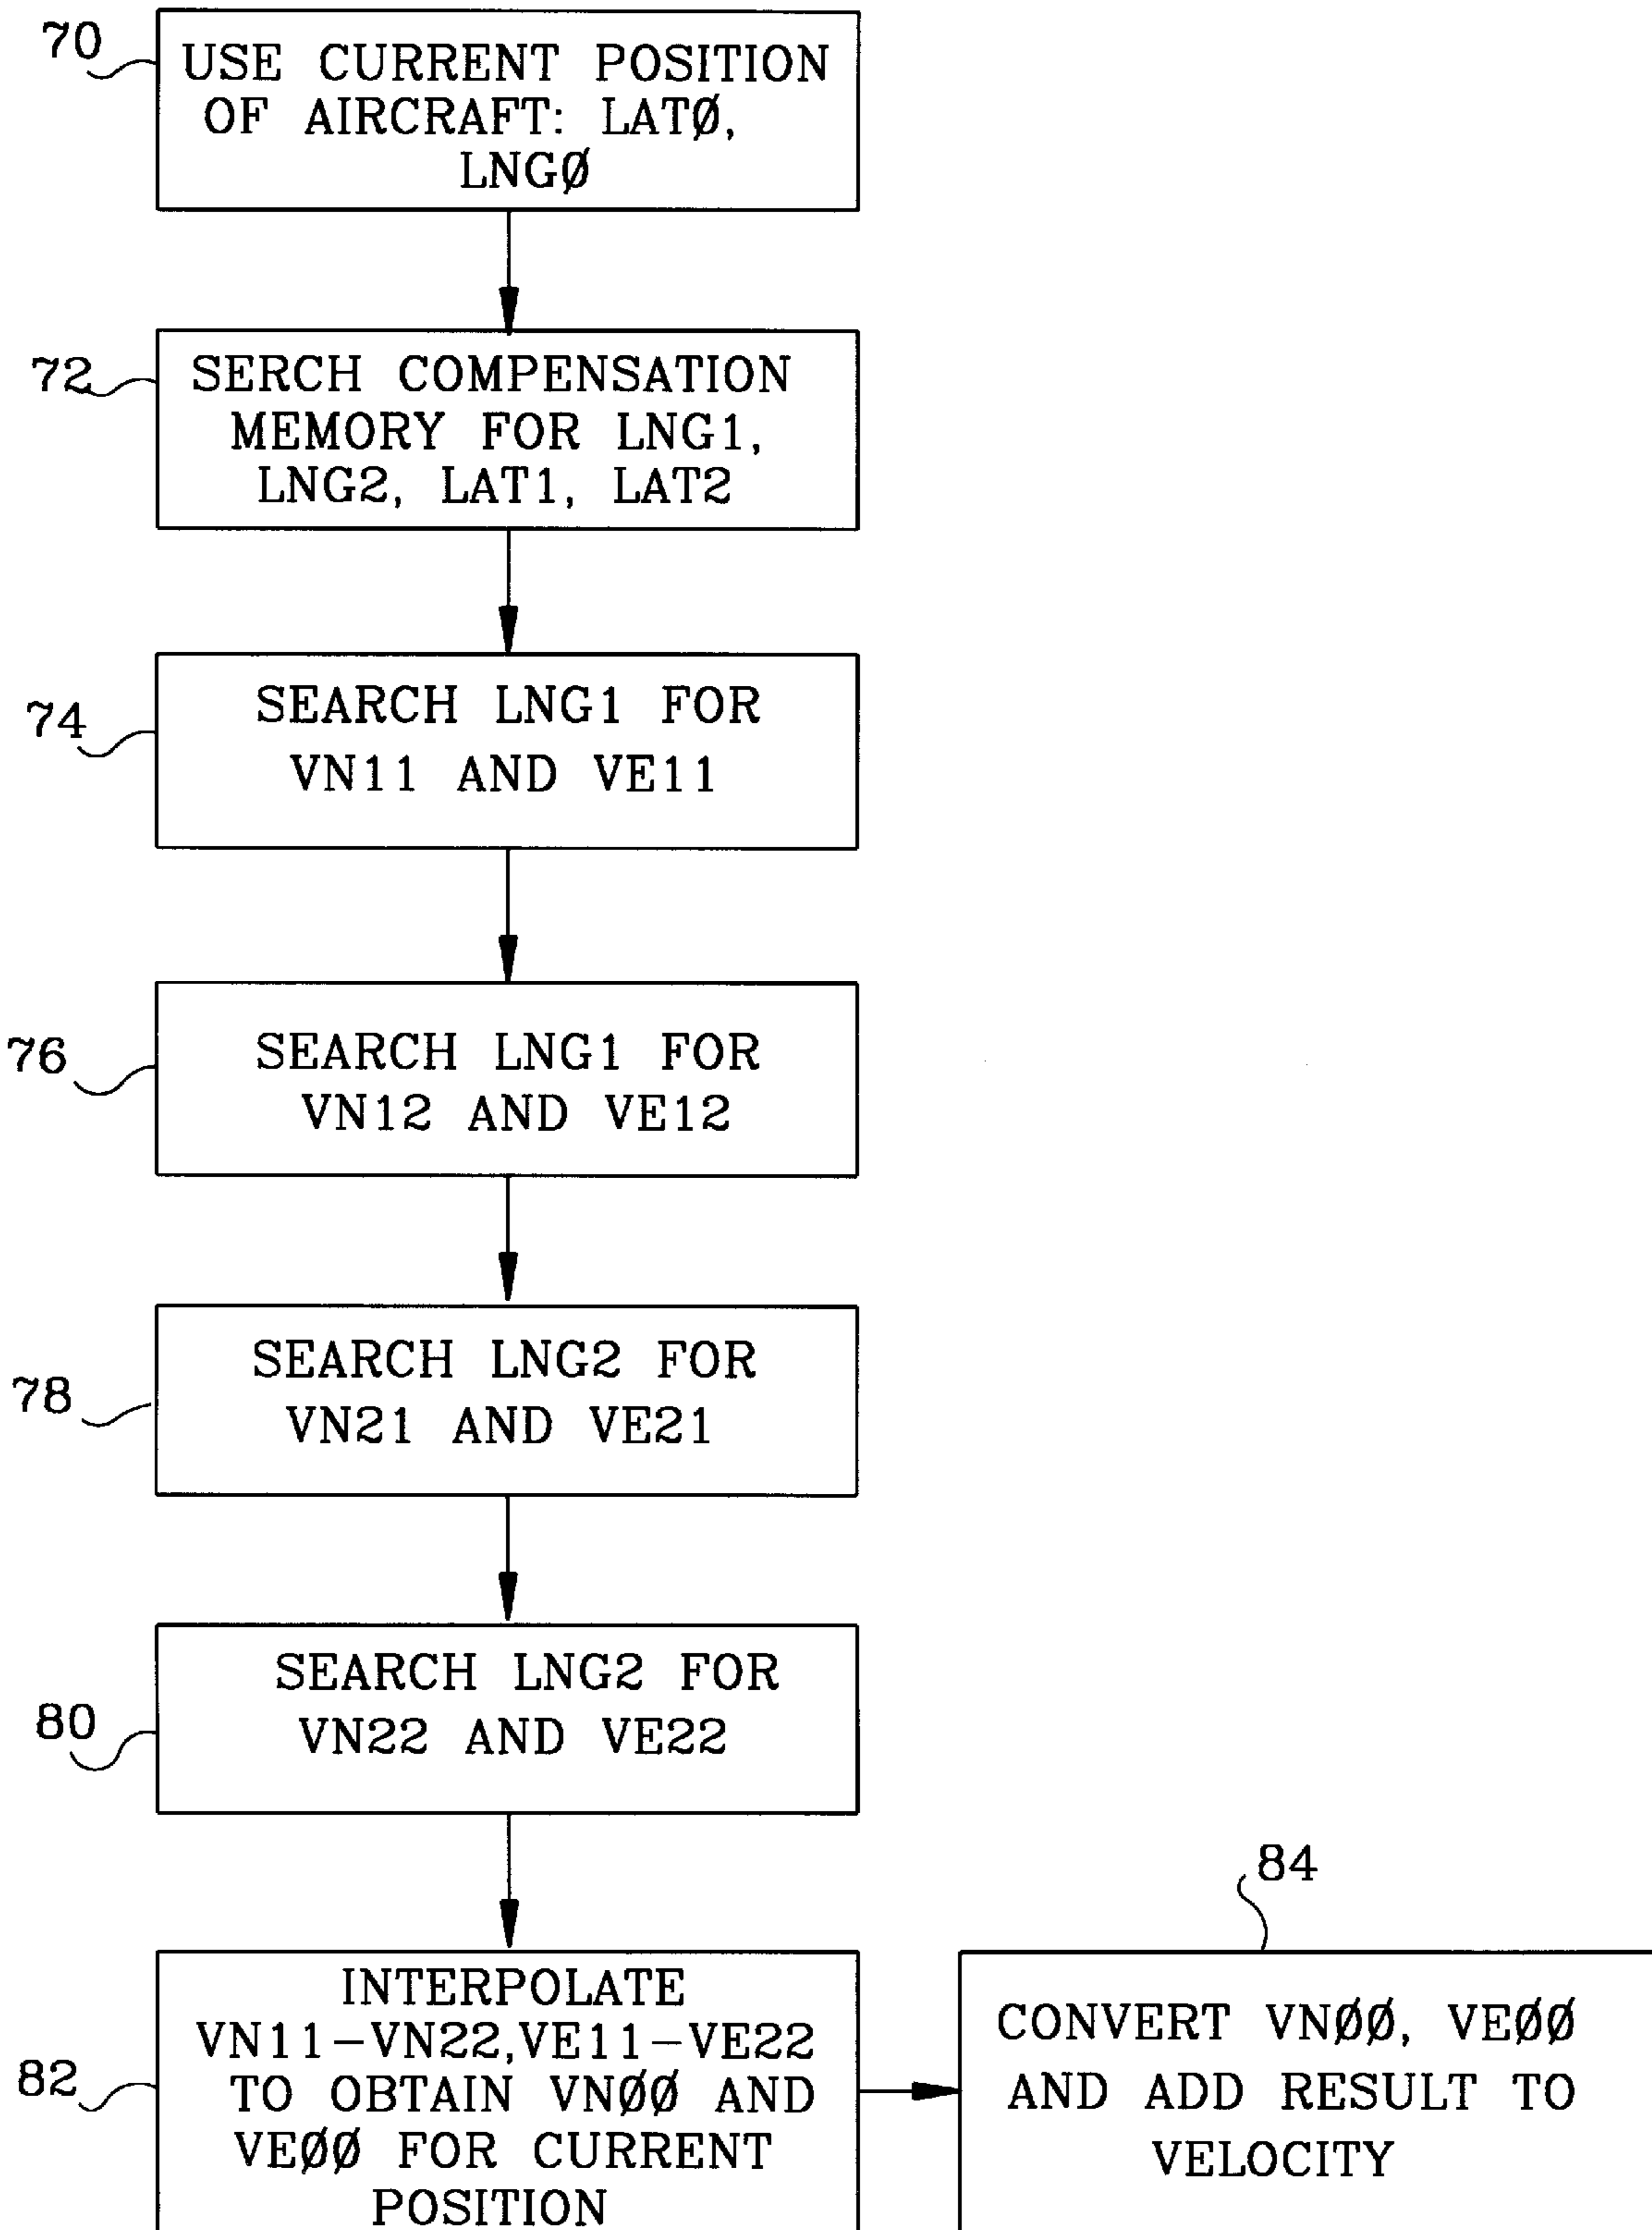 70
USE CURRENT POSITION
OF AIRCRAFT: LATØ,
LNGØ
72
SERCH COMPENSATION
MEMORY FOR LNG1,
LNG2, LAT1, LAT2
74
SEARCH LNG1 FOR
VN11 AND VE11
76
SEARCH LNG1 FOR
VN12 AND VE12
78
SEARCH LNG2 FOR
VN21 AND VE21
80
SEARCH LNG2 FOR
VN22 AND VE22
82
INTERPOLATE
VN11-VN22,VE11-VE22
TO OBTAIN VNØØ AND
VEØØ FOR CURRENT
POSITION
84
CONVERT VNØØ, VEØØ
AND ADD RESULT TO
VELOCITY